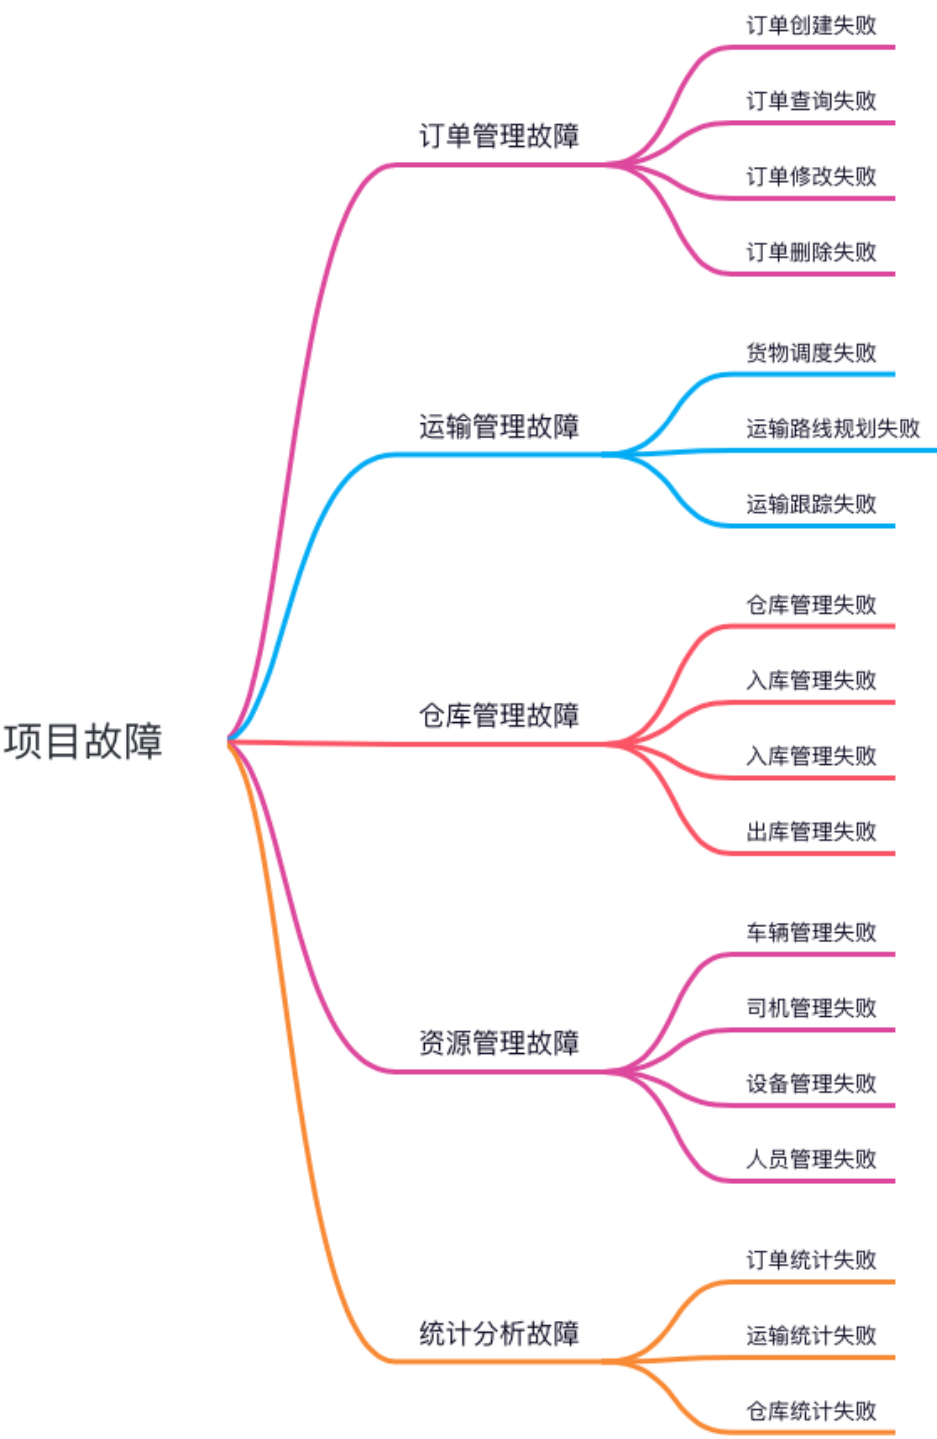 项目故障
订单管理故障
订单创建失败
订单查询失败
订单修改失败
订单删除失败
运输管理故障
货物调度失败
运输路线规划失败
运输跟踪失败
仓库管理故障
仓库管理失败
入库管理失败
入库管理失败
出库管理失败
资源管理故障
车辆管理失败
司机管理失败
设备管理失败
人员管理失败
统计分析故障
订单统计失败
运输统计失败
仓库统计失败